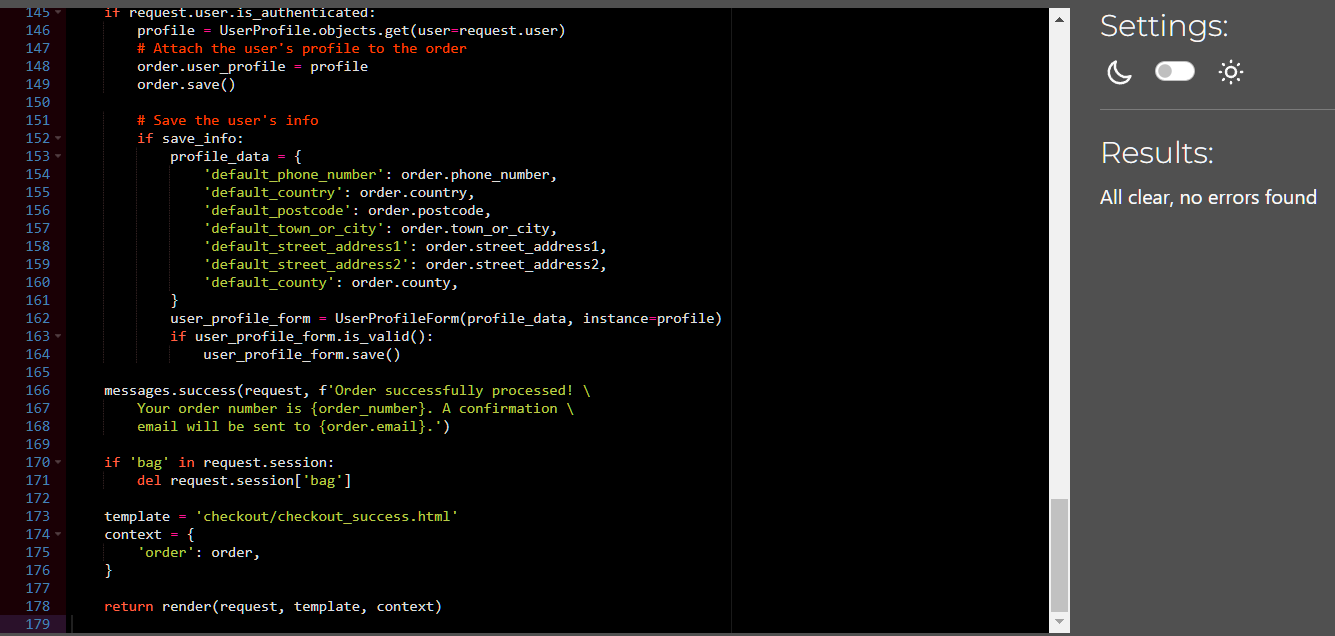 145 if request.user.is_authenticated:
146 profile = UserProfile.objects.get(user=request.user)
147 # Attach the user's profile to the order
148 order.user_profile = profile
149 order.save()
150
151 # Save the user's info
152 if save_info:
153 profile_data = {
154 'default_phone_number': order.phone_number,
155 'default_country': order.country,
156 'default_postcode': order.postcode,
157 'default_town_or_city': order.town_or_city,
158 'default_street_address1': order.street_address1,
159 'default_street_address2': order.street_address2,
160 'default_county': order.county,
161 }
162 user_profile_form = UserProfileForm(profile_data, instance=profile)
163 if user_profile_form.is_valid():
164 user_profile_form.save()
165
166 messages.success(request, f'Order successfully processed! \
167 Your order number is {order_number}. A confirmation \
168 email will be sent to {order.email}.')
169
170 if 'bag' in request.session:
171 del request.session['bag']
172
173 template = 'checkout/checkout_success.html'
174 context = {
175 'order': order,
176 }
177
178 return render(request, template, context)
179
Settings:
Results:
All clear, no errors found